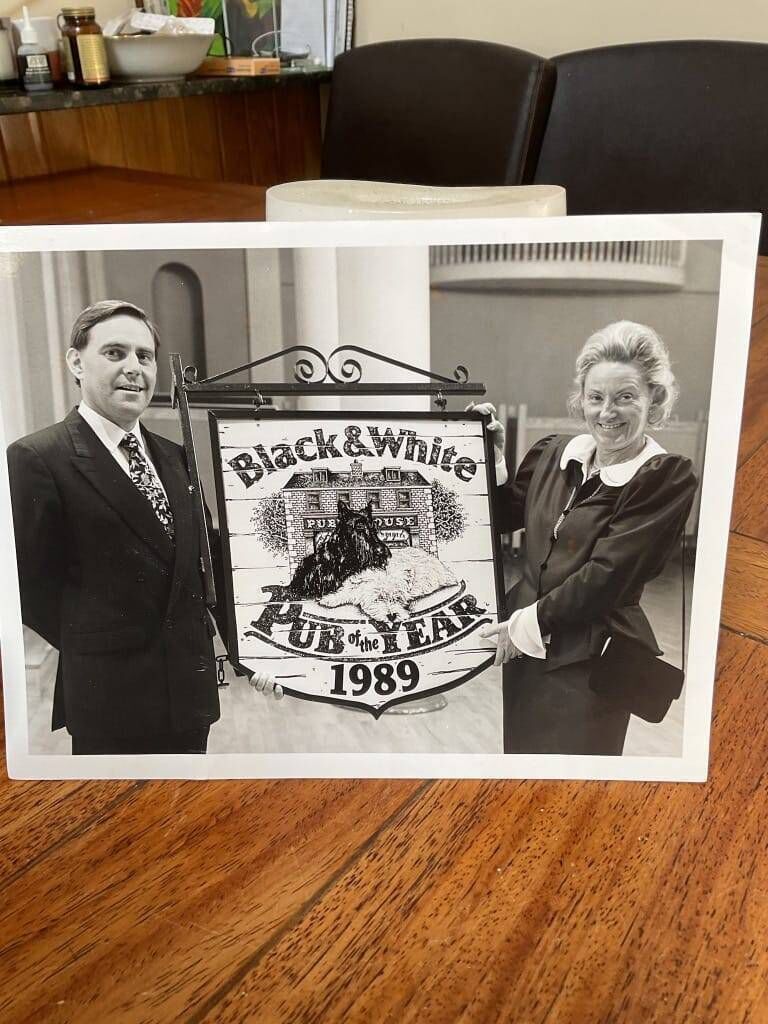 Black & White
PUB HOUSE
PUB of the YEAR
1989